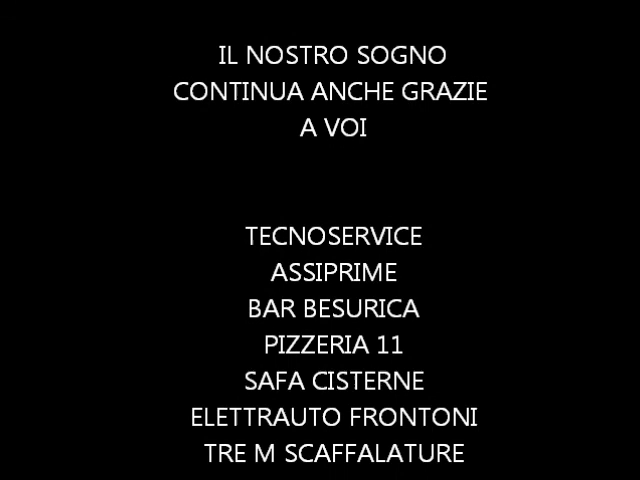 IL NOSTRO SOGNO
CONTINUA ANCHE GRAZIE
A VOI
TECNOSERVICE
ASSIPRIME
BAR BESURICA
PIZZERIA 11
SAFA CISTERNE
ELETTRAUTO FRONTONI
TRE M SCAFFALATURE